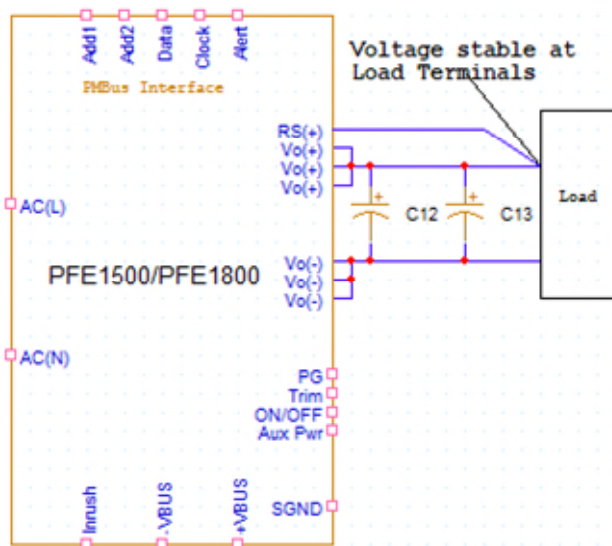 Add1
Add2
Data
Clock
Alert
PMBus Interface
Voltage stable at
Load Terminals
RS(+)
Vo(+)
Vo(+)
Vo(+)
Load
AC(L)
C12
C13
PFE1500/PFE1800
Vo(-)
Vo(-)
Vo(-)
AC(N)
PG
Trim
ON/OFF
Aux Pwr
SGND
Inrush
-VBUS
+VBUS